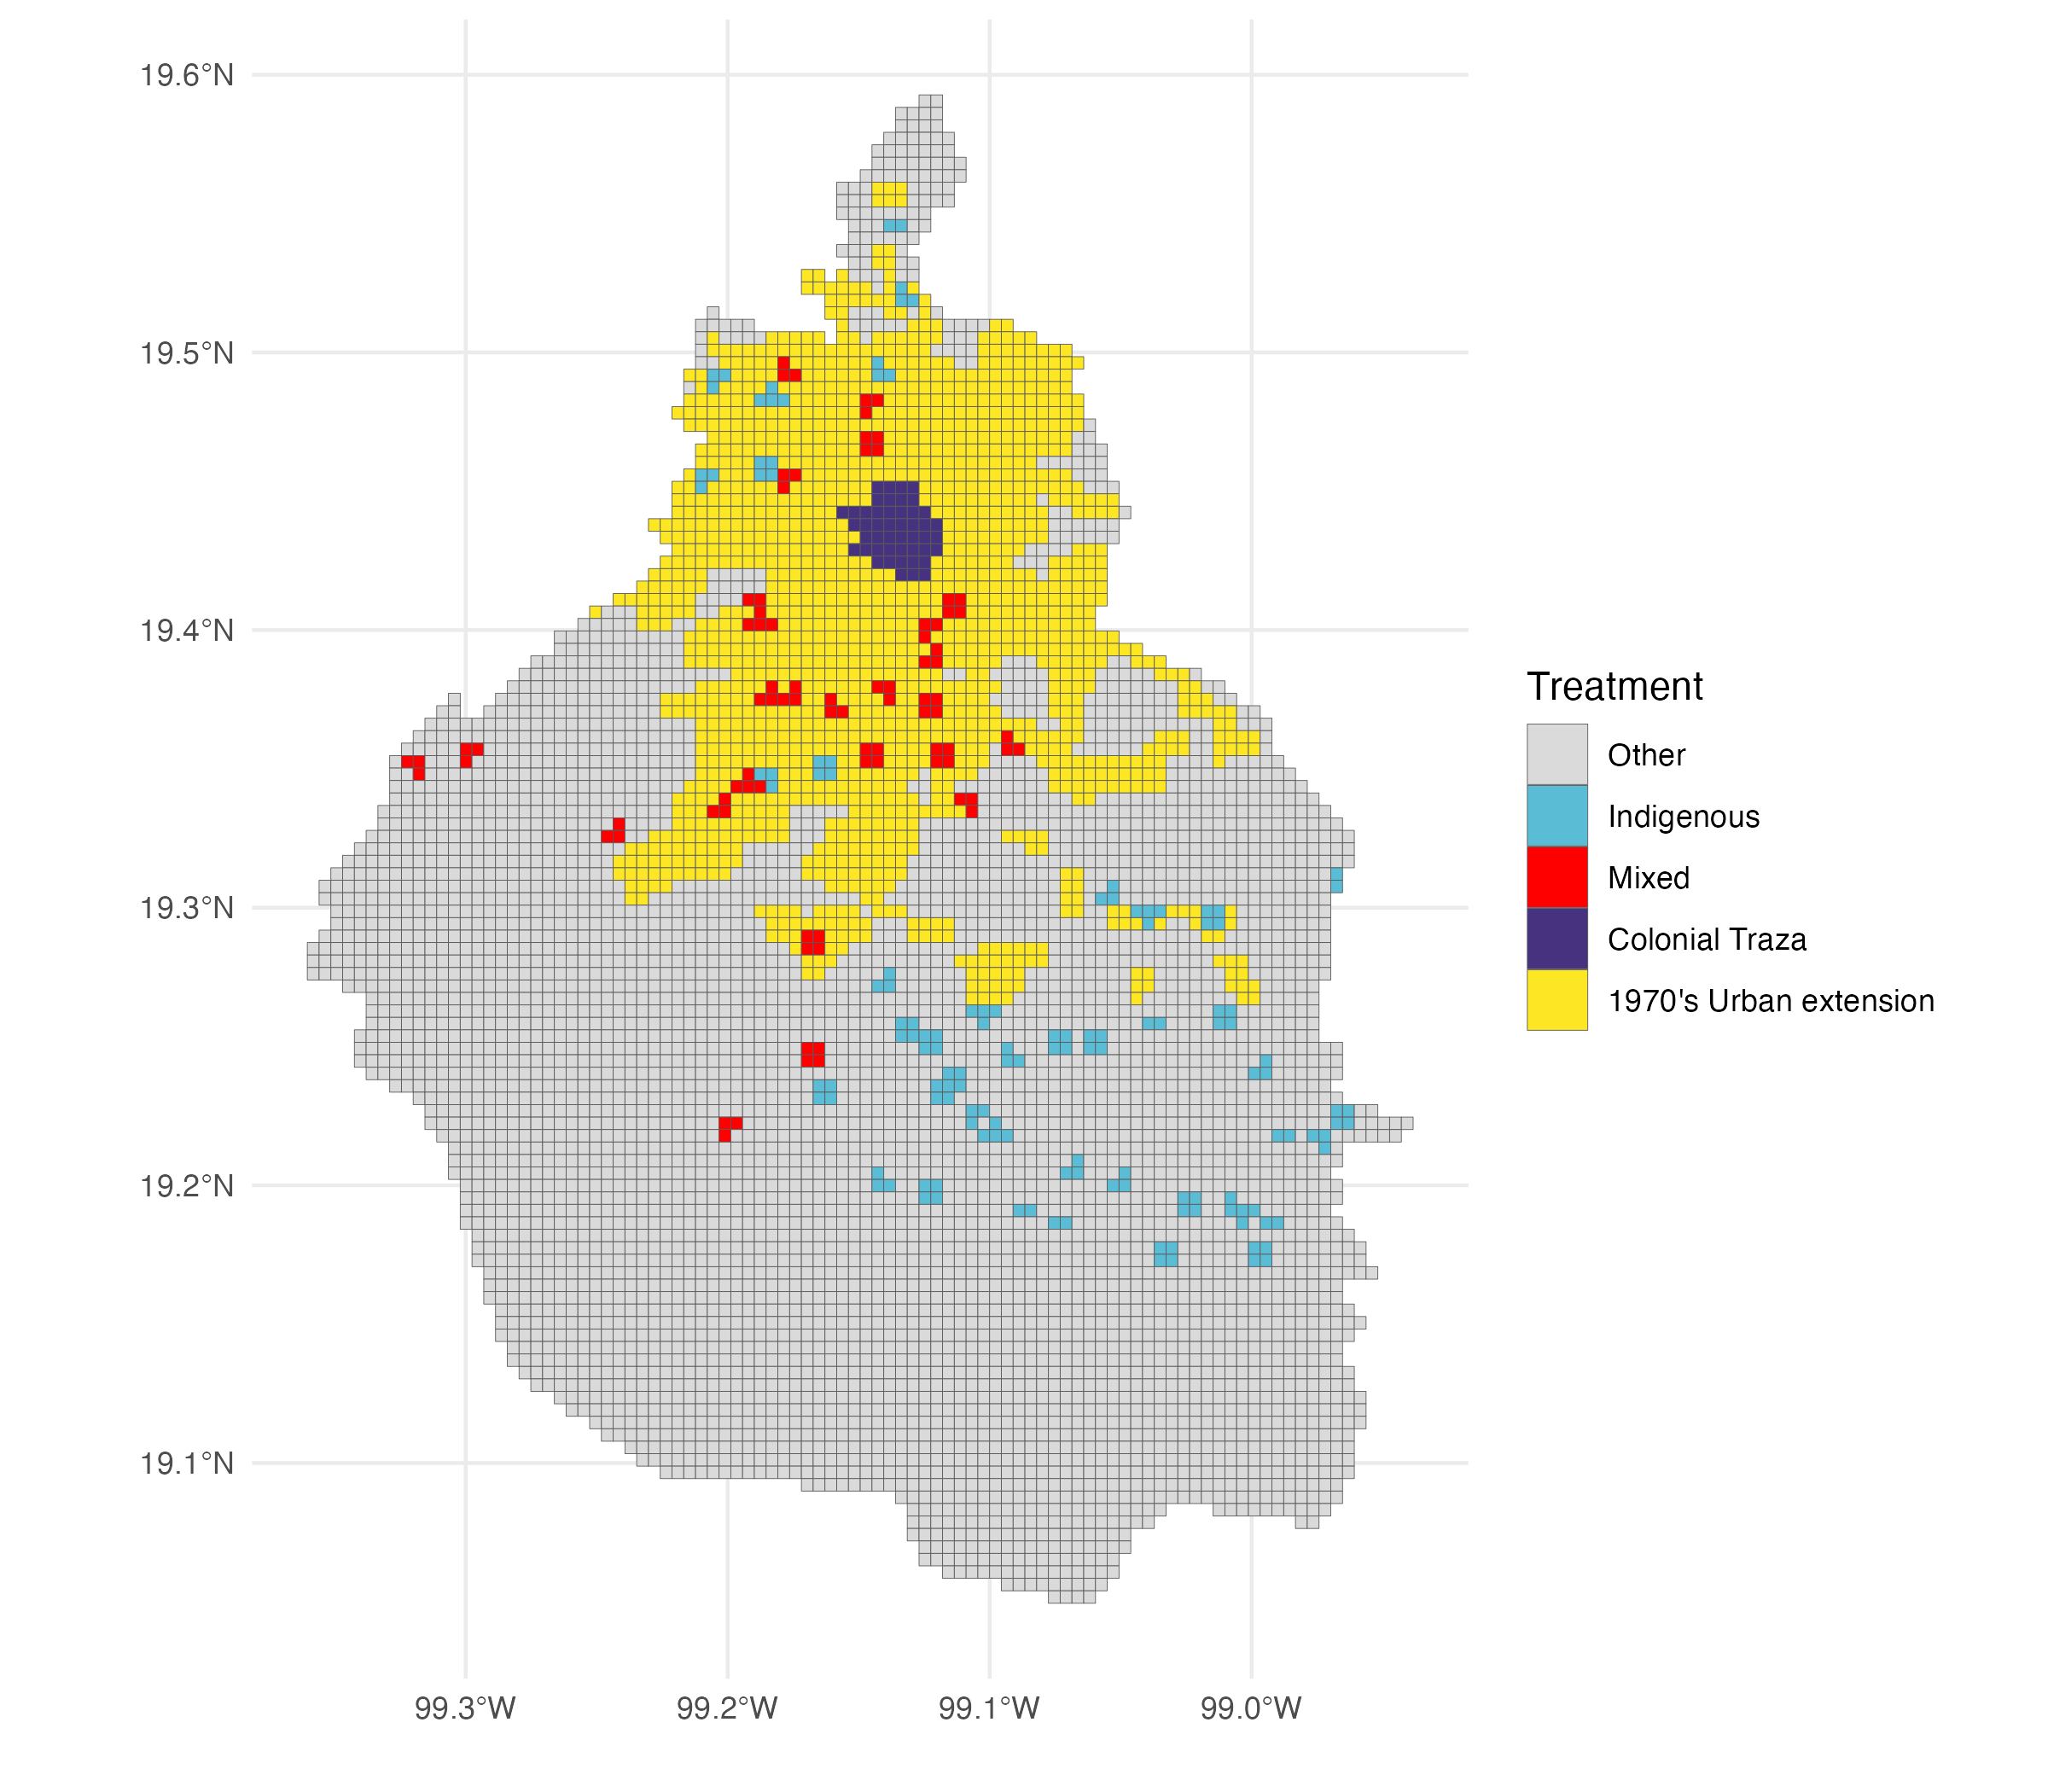 19.6°N
19.5°N
19.4°N
19.3°N
19.2°N
19.1°N
99.3°W
99.2°W
99.1°W
99.0°W
Treatment
Other
Indigenous
Mixed
Colonial Traza
1970's Urban extension